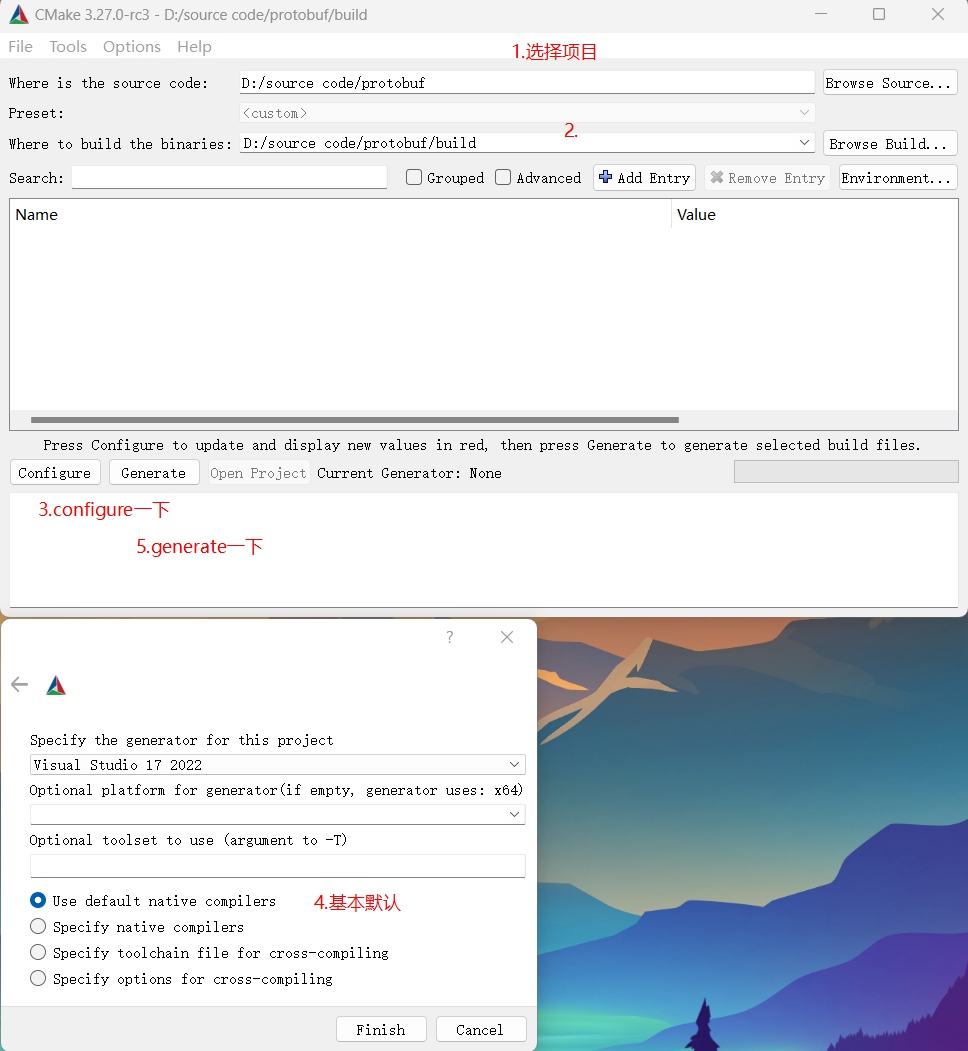 CMake 3.27.0-rc3 - D:/source code/protobuf/build
File Tools Options Help
1.选择项目
Where is the source code: D:/source code/protobuf Browse Source...
Preset: <custom>
2.
Where to build the binaries: D:/source code/protobuf/build Browse Build...
Search: Grouped Advanced Add Entry Remove Entry Environment...
Name Value
Press Configure to update and display new values in red, then press Generate to generate selected build files.
Configure Generate Open Project Current Generator: None
3.configure一下
5.generate一下
?
Specify the generator for this project
Visual Studio 17 2022
Optional platform for generator(if empty, generator uses: x64)
Optional toolset to use (argument to -T)
Use default native compilers 4.基本默认
Specify native compilers
Specify toolchain file for cross-compiling
Specify options for cross-compiling
Finish Cancel